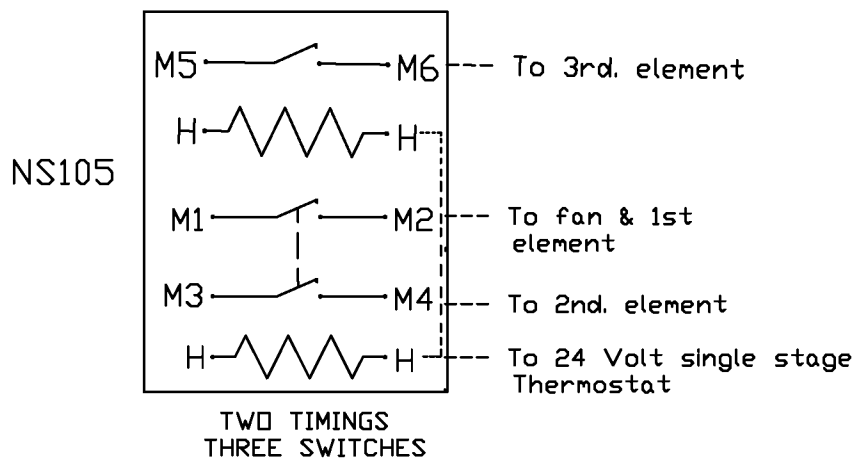 M5 M6 To 3rd. element
H H
NS105
M1 M2 To fan & 1st
element
M3 M4 To 2nd. element
H H To 24 Volt single stage
Thermostat
TWO TIMINGS
THREE SWITCHES